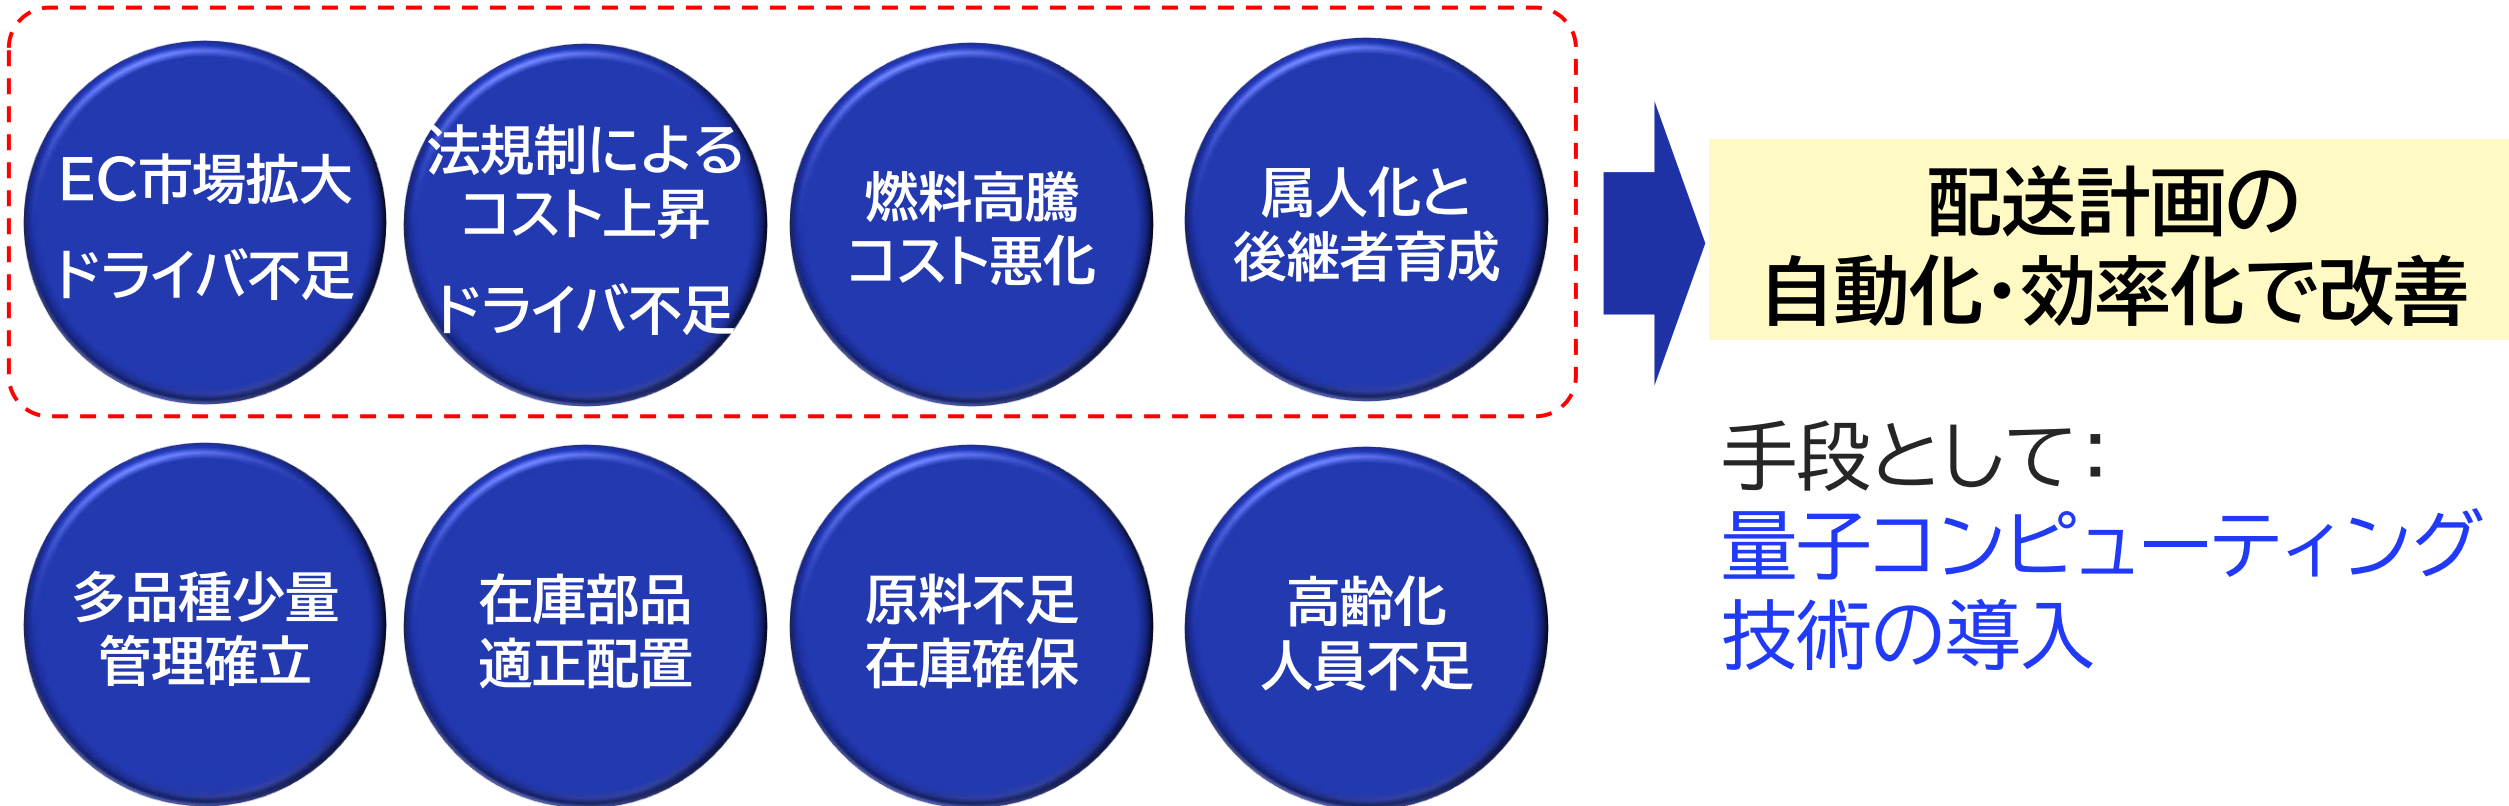 EC市場拡大
ドライバ不足
法規制による
コスト上昇
ドライバ不足
燃料高騰
コスト悪化
属人化と
後継者育成
多品種少量
管理確立
在庫部品
適正配置
員林不足
在庫確保
高齢化
人員不足
配送計画の
自動化･効率化で改善
手段として：
量子コンピューティング
技術の導入